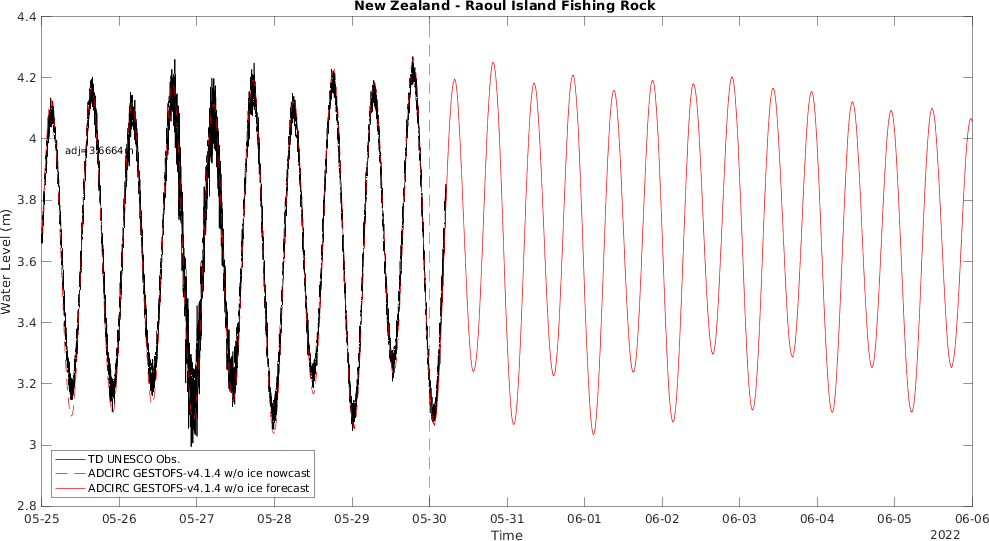 New Zealand - Raoul Island Fishing Rock
4.4
4.2
4
3.8
3.6
3.4
3.2
3
2.8
Water Level (m)
adj=3.6664m
TD UNESCO Obs.
ADCIRC GESTOFS-v4.1.4 w/o ice nowcast
ADCIRC GESTOFS-v4.1.4 w/o ice forecast
05-25 05-26 05-27 05-28 05-29 05-30 05-31 06-01 06-02 06-03 06-04 06-05 06-06
Time
2022